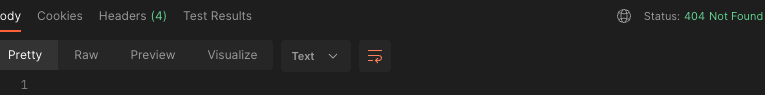 ody Cookies Headers (4) Test Results Status: 404 Not Found
Pretty Raw Preview Visualize Text
1